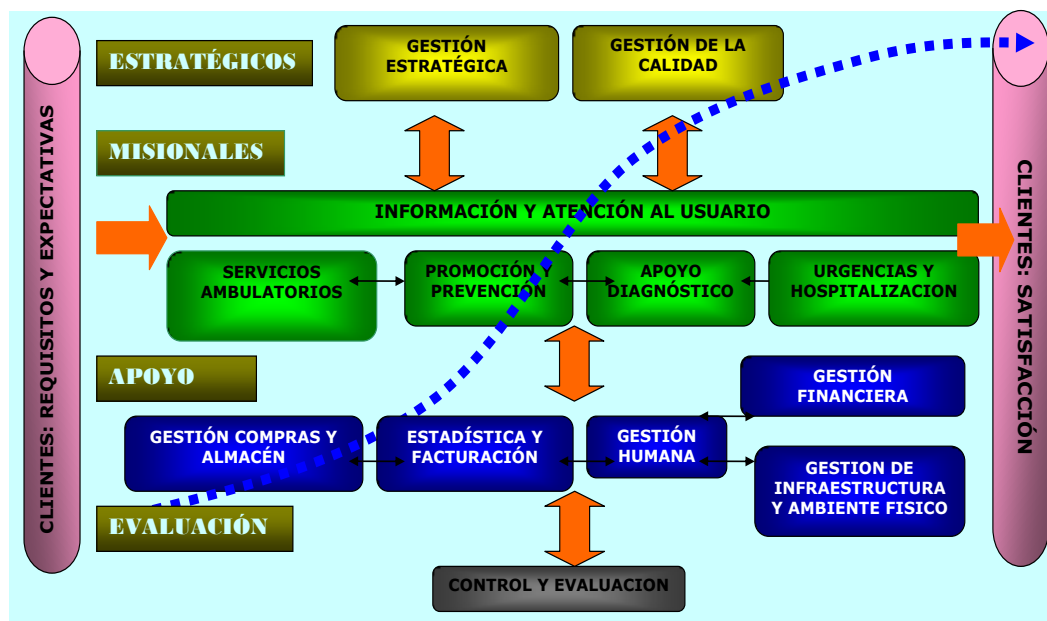 CLIENTES: REQUISITOS Y EXPECTATIVAS
ESTRATÉGICOS
GESTIÓN
ESTRATÉGICA
GESTIÓN DE LA
CALIDAD
MISIONALES
INFORMACIÓN Y ATENCIÓN AL USUARIO
SERVICIOS
AMBULATORIOS
PROMOCIÓN Y
PREVENCIÓN
APOYO
DIAGNÓSTICO
URGENCIAS Y
HOSPITALIZACION
APOYO
GESTIÓN COMPRAS Y
ALMACÉN
ESTADÍSTICA Y
FACTURACIÓN
GESTIÓN
HUMANA
GESTIÓN
FINANCIERA
GESTION DE
INFRAESTRUCTURA
Y AMBIENTE FISICO
EVALUACIÓN
CONTROL Y EVALUACION
CLIENTES: SATISFACCIÓN